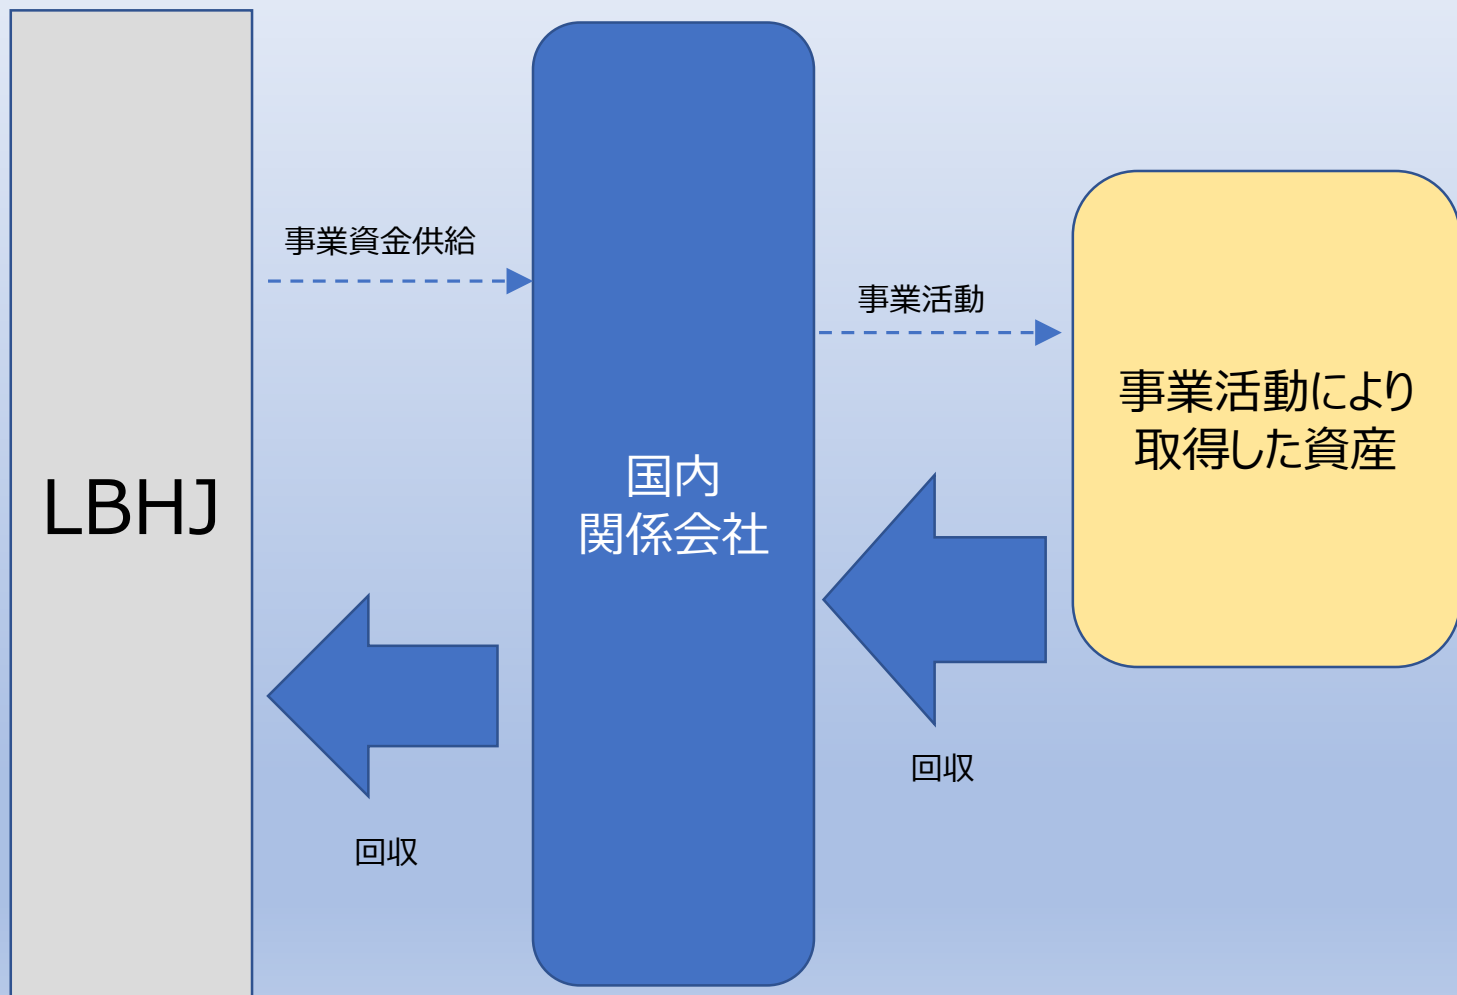 事業資金供給
事業活動
事業活動により
取得した資産
LBHJ
国内
関係会社
回収
回収